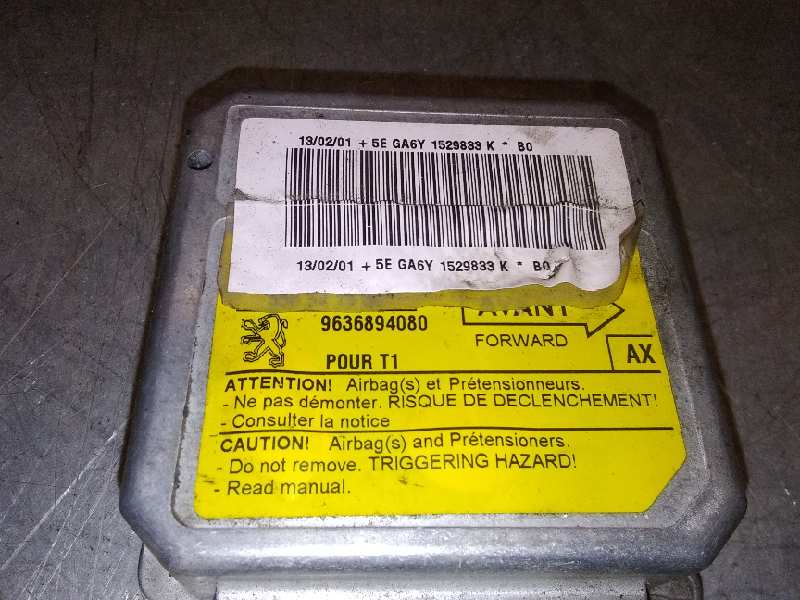 13/02/01 + 5E GA6Y 1529833 K * B0
13/02/01 + 5E GA6Y 1529833 K * B0
AVANT
9636894080
FORWARD
POUR T1
AX
ATTENTION! Airbag(s) et Prétensionneurs.
- Ne pas démonter. RISQUE DE DECLENCHEMENT!
- Consulter la notice
CAUTION! Airbag(s) and Prétensioners.
- Do not remove. TRIGGERING HAZARD!
- Read manual.